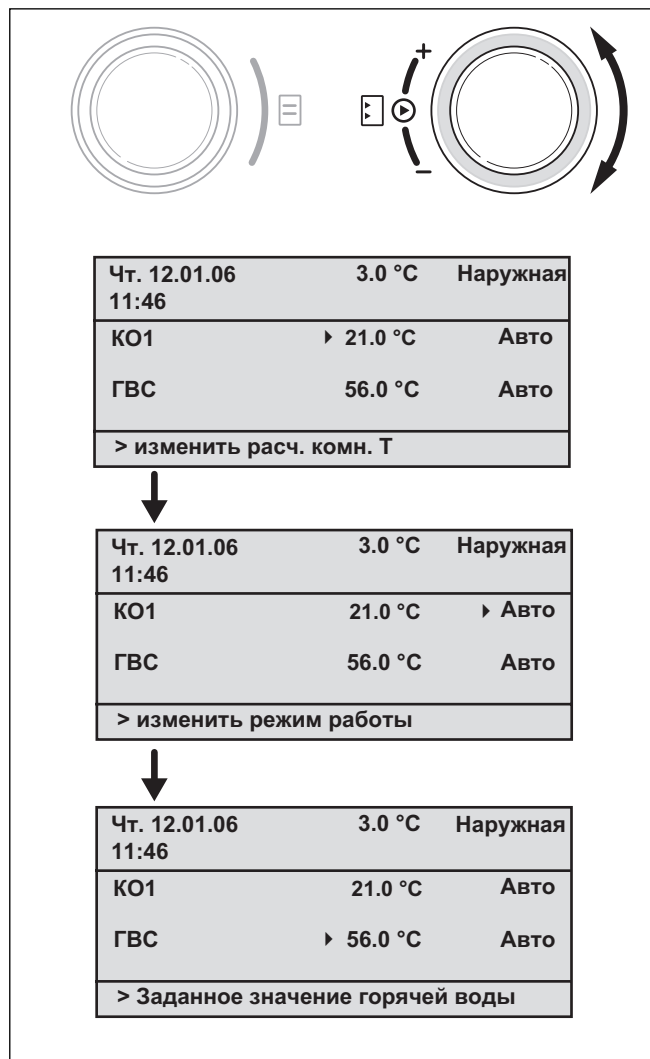 +
−
Чт. 12.01.06 3.0 °C Наружная
11:46
КО1 21.0 °C Авто
ГВС 56.0 °C Авто
> изменить расч. комн. Т
Чт. 12.01.06 3.0 °C Наружная
11:46
КО1 21.0 °C Авто
ГВС 56.0 °C Авто
> изменить режим работы
Чт. 12.01.06 3.0 °C Наружная
11:46
КО1 21.0 °C Авто
ГВС 56.0 °C Авто
> Заданное значение горячей воды